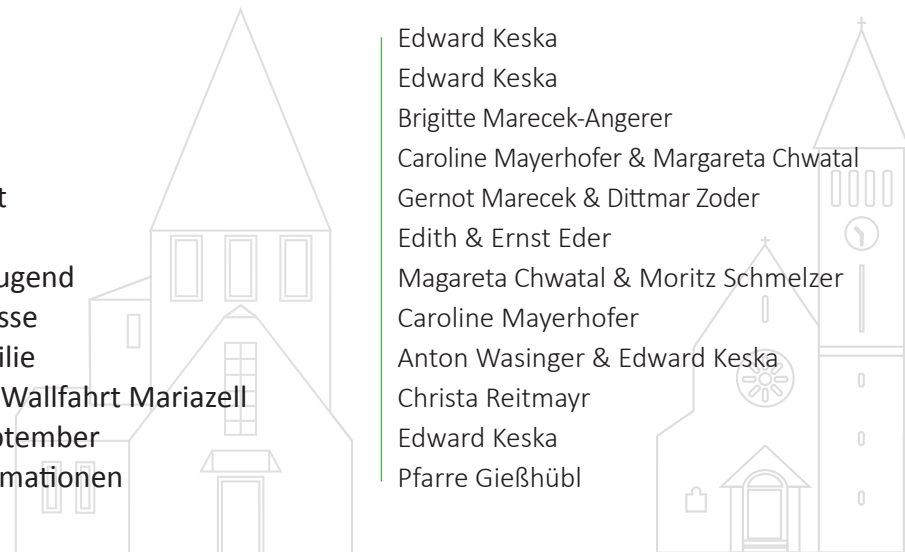 Edward Keska
Edward Keska
Brigitte Marecek-Angerer
Caroline Mayerhofer & Margareta Chwatal
t Gernot Marecek & Dittmar Zoder
Edith & Ernst Eder
ugend Magareta Chwatal & Moritz Schmelzer
sse Caroline Mayerhofer
ilie Anton Wasinger & Edward Keska
Wallfahrt Mariazell Christa Reitmayr
ptember Edward Keska
mationen Pfarre Gießhübl